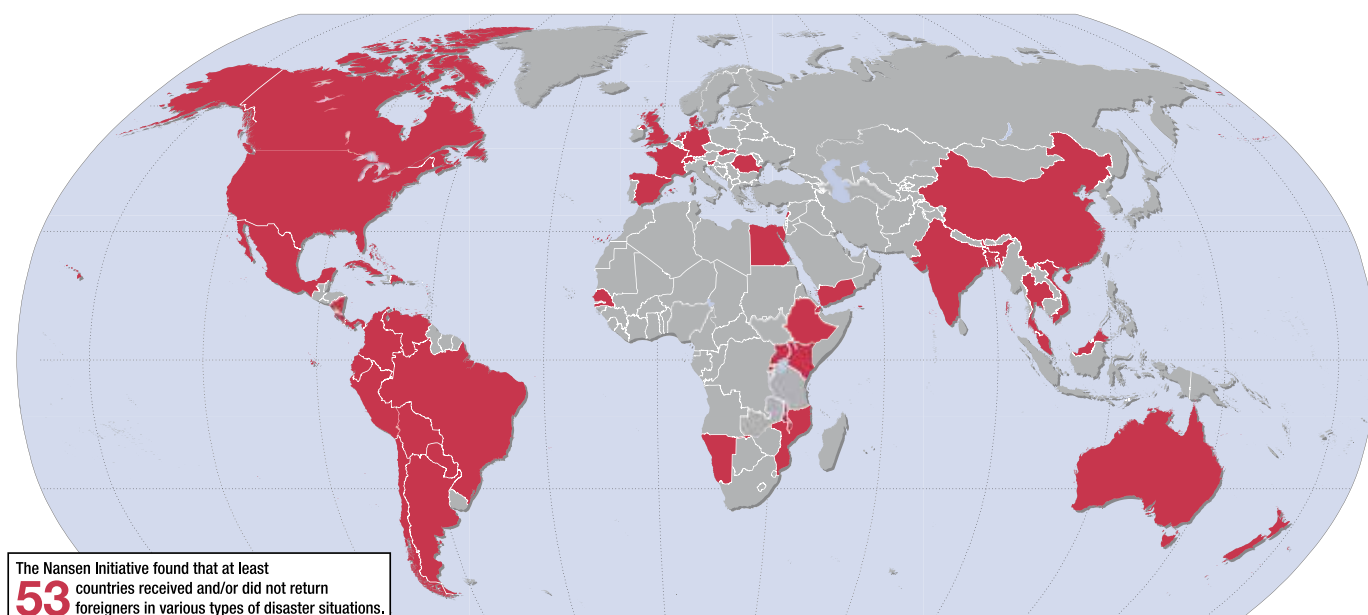 The Nansen Initiative found that at least
53 countries received and/or did not return
foreigners in various types of disaster situations.